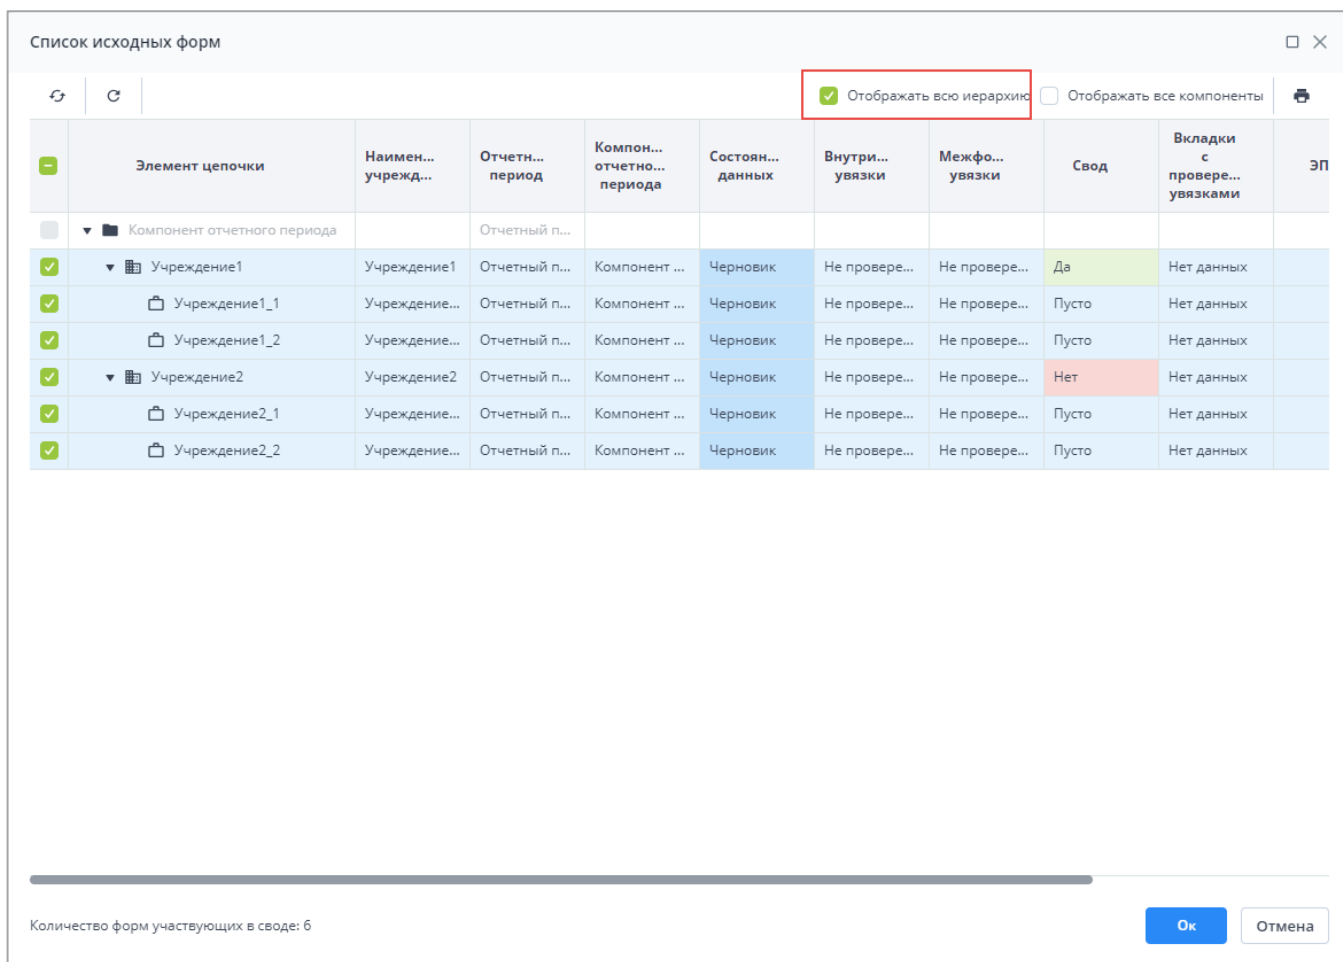 Список исходных форм
Отображать всю иерархию Отображать все компоненты
Элемент цепочки Наимен... учрежд... Отчетн... период Компон... отчетно... периода Состоян... данных Внутри... увязки Межфо... увязки Свод Вкладки с провере... увязками ЭП
Компонент отчетного периода Отчетный п...
Учреждение1 Учреждение1 Отчетный п... Компонент ... Черновик Не провере... Не провере... Да Нет данных
Учреждение1_1 Учреждение... Отчетный п... Компонент ... Черновик Не провере... Не провере... Пусто Нет данных
Учреждение1_2 Учреждение... Отчетный п... Компонент ... Черновик Не провере... Не провере... Пусто Нет данных
Учреждение2 Учреждение2 Отчетный п... Компонент ... Черновик Не провере... Не провере... Нет Нет данных
Учреждение2_1 Учреждение... Отчетный п... Компонент ... Черновик Не провере... Не провере... Пусто Нет данных
Учреждение2_2 Учреждение... Отчетный п... Компонент ... Черновик Не провере... Не провере... Пусто Нет данных
Количество форм участвующих в своде: 6 Ок Отмена